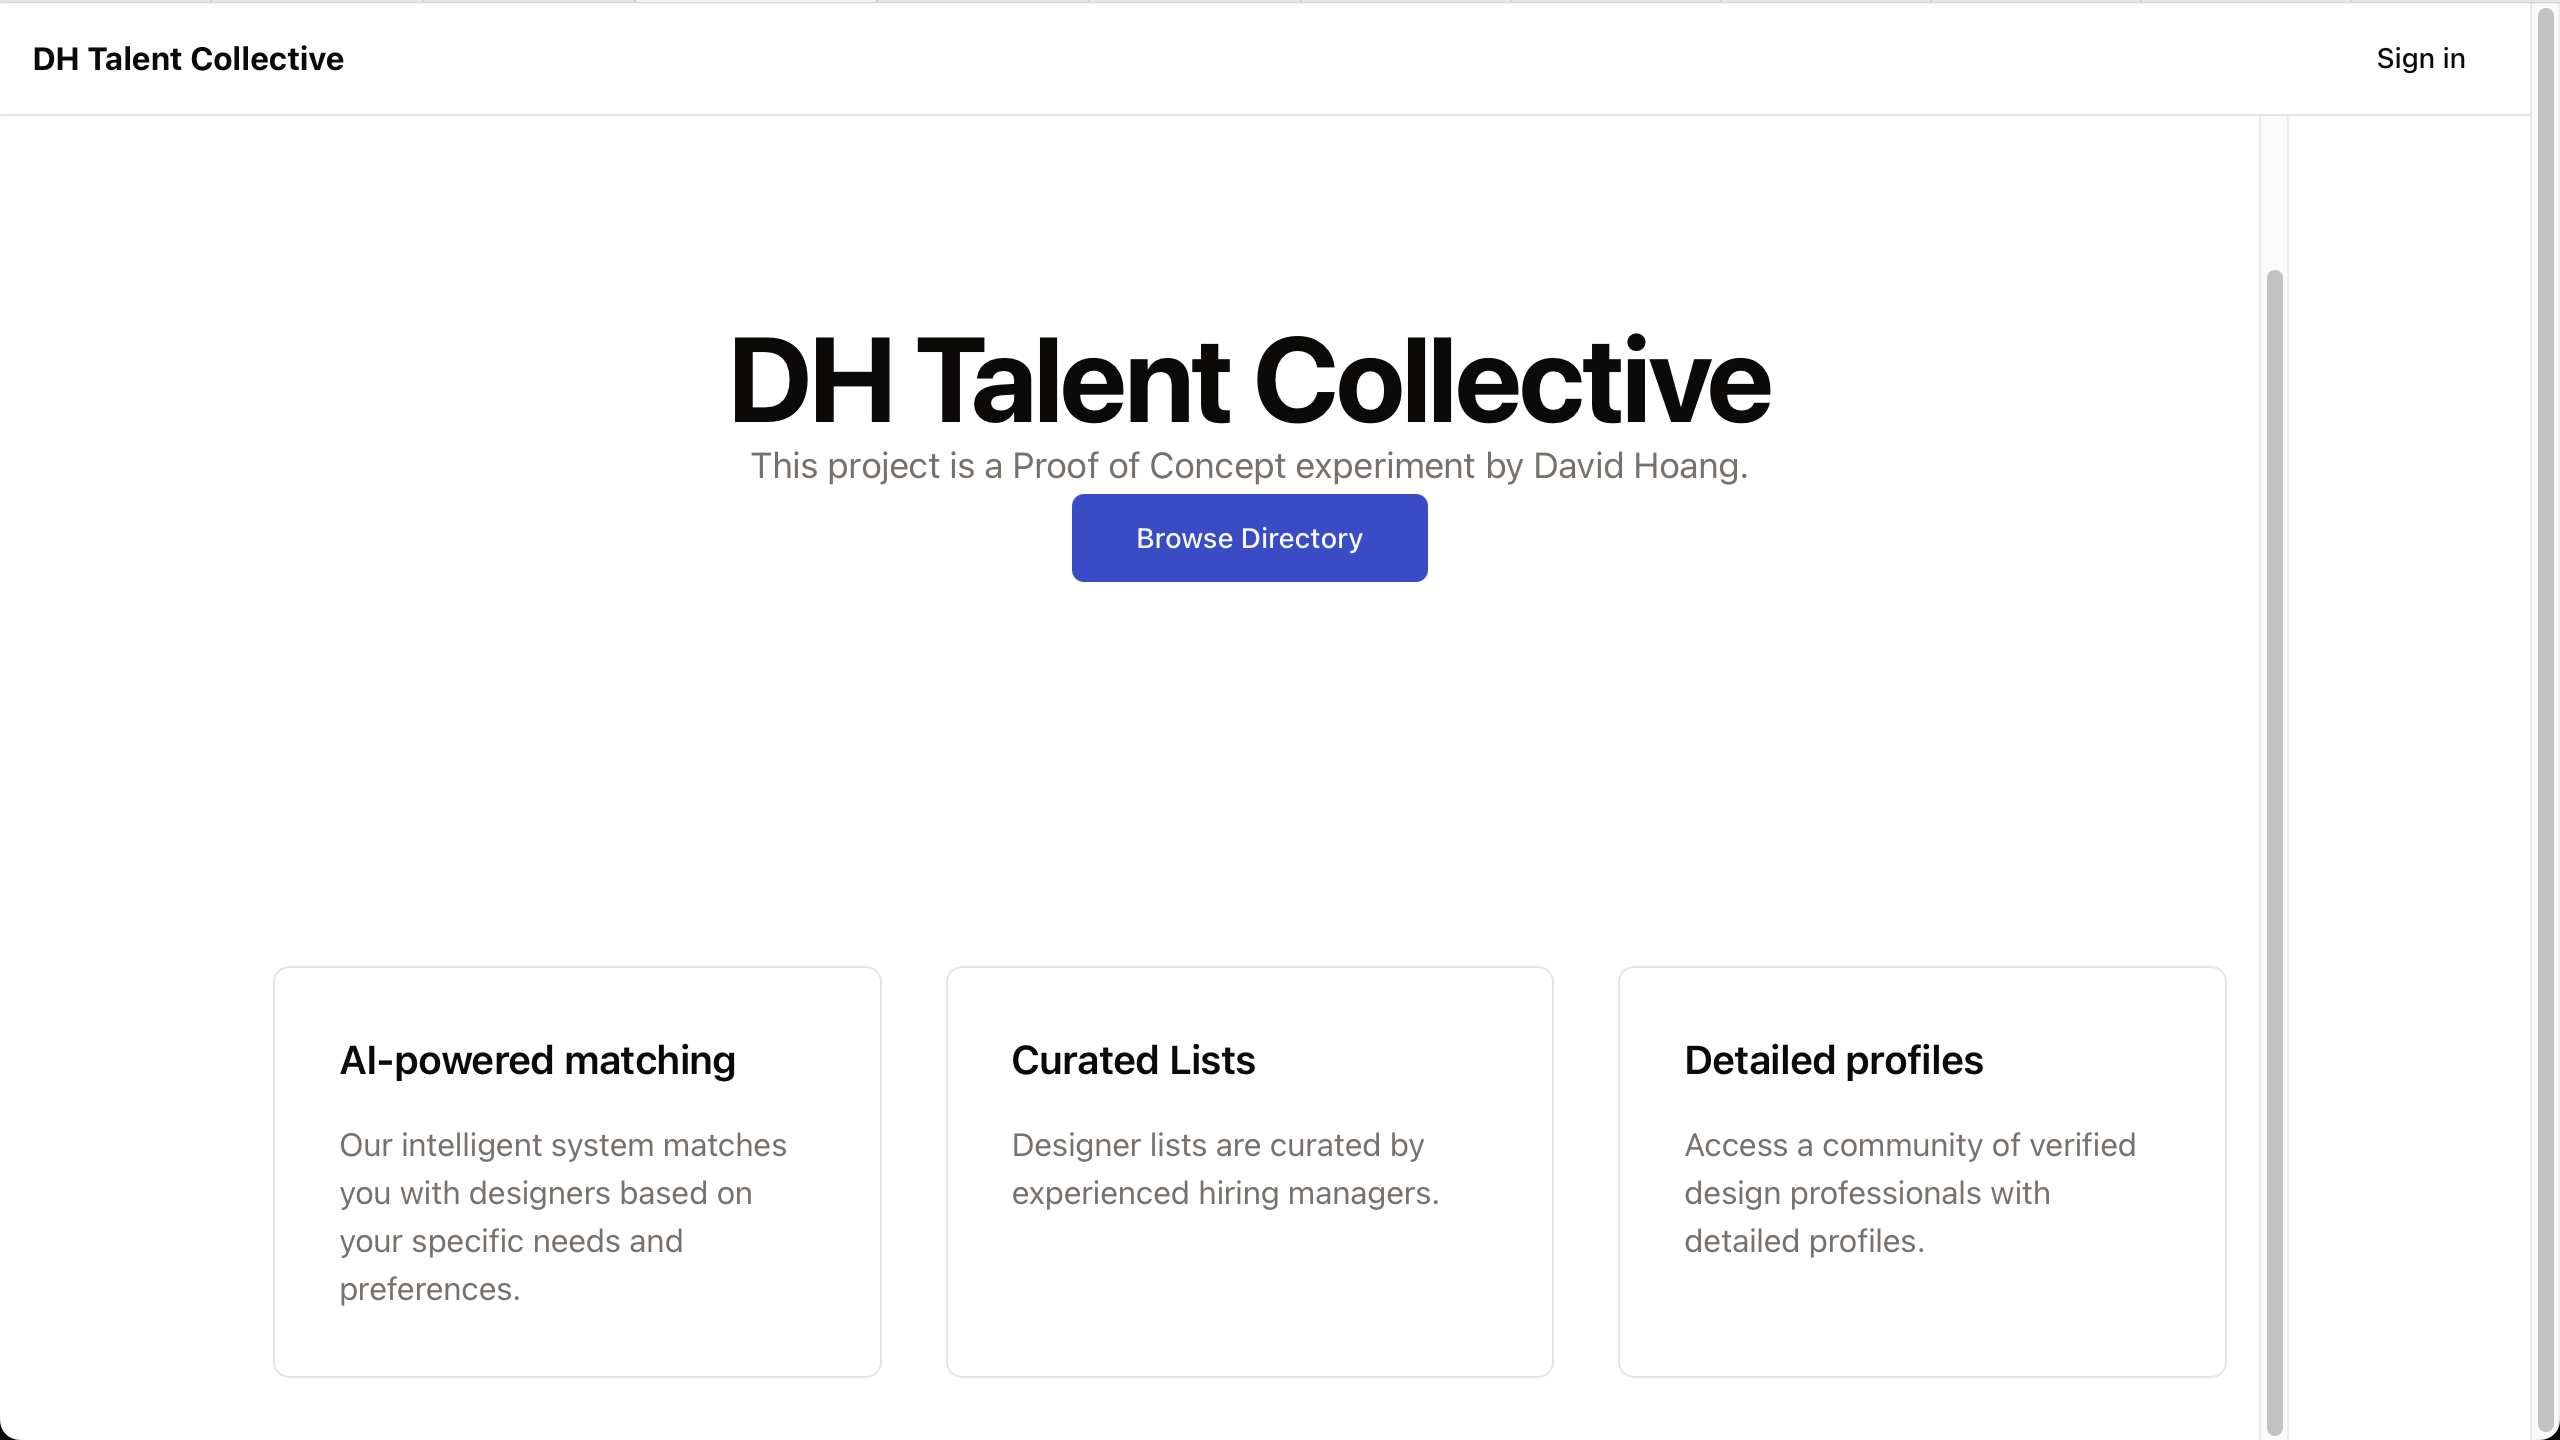 DH Talent Collective
Sign in
DH Talent Collective
This project is a Proof of Concept experiment by David Hoang.
Browse Directory
AI-powered matching
Our intelligent system matches
you with designers based on
your specific needs and
preferences.
Curated Lists
Designer lists are curated by
experienced hiring managers.
Detailed profiles
Access a community of verified
design professionals with
detailed profiles.